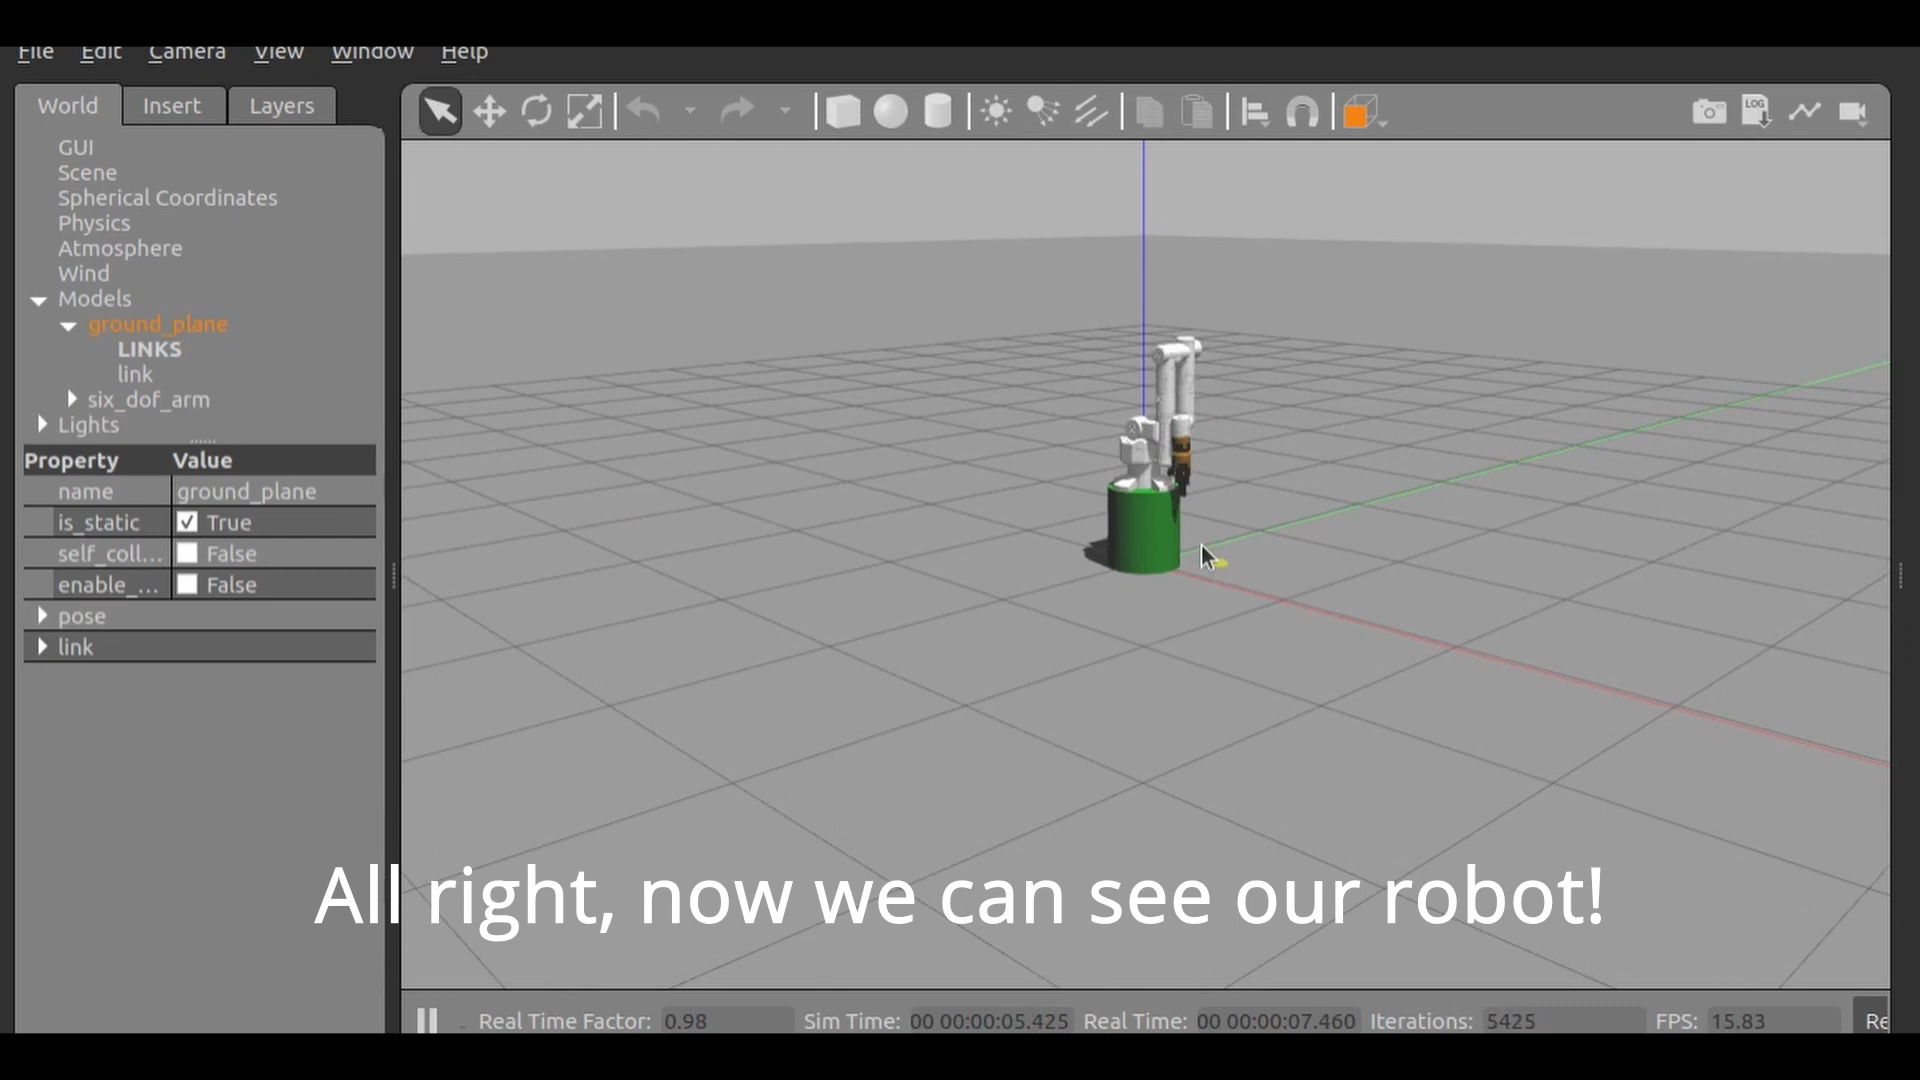 File Edit Camera View Window Help
World Insert Layers
LOG
GUI
Scene
Spherical Coordinates
Physics
Atmosphere
Wind
Models
ground_plane
LINKS
link
six_dof_arm
Lights
Property Value
name ground_plane
is_static True
self_coll... False
enable_... False
pose
link
All right, now we can see our robot!
Real Time Factor: 0.98 Sim Time: 00 00:00:05.425 Real Time: 00 00:00:07.460 Iterations: 5425 FPS: 15.83 Re